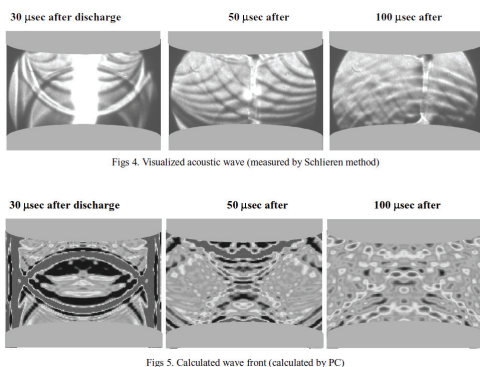 30 µsec after discharge 50 µsec after 100 µsec after
Figs 4. Visualized acoustic wave (measured by Schlieren method)
30 µsec after discharge 50 µsec after 100 µsec after
Figs 5. Calculated wave front (calculated by PC)